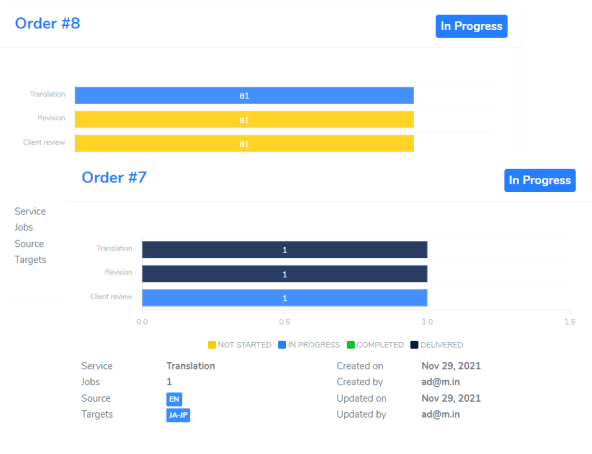 Order #8
In Progress
Translation
81
Revision
81
Client review
81
Order #7
In Progress
Service
Jobs
Source
Targets
Translation
1
Revision
1
Client review
1
0.0 0.5 1.0 1.5
NOT STARTED IN PROGRESS COMPLETED DELIVERED
Service Translation Created on Nov 29, 2021
Jobs 1 Created by ad@m.in
Source EN Updated on Nov 29, 2021
Targets JA-JP Updated by ad@m.in